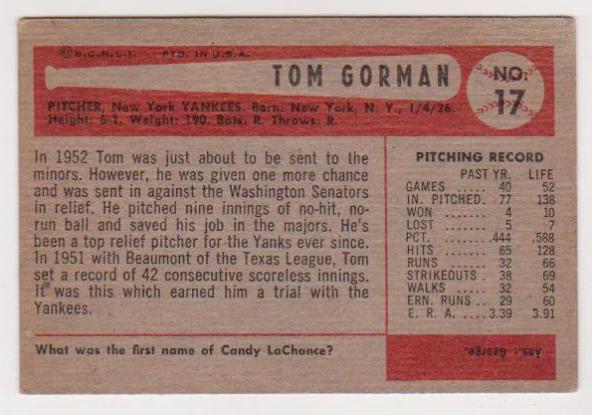 © B.G.H.L.I. PTD. IN U.S.A.
TOM GORMAN
NO. 17
PITCHER, New York YANKEES. Born: New York, N. Y., 1/4/26.
Height: 6-1, Weight: 190. Bats, R. Throws: R.
In 1952 Tom was just about to be sent to the
minors. However, he was given one more chance
and was sent in against the Washington Senators
in relief. He pitched nine innings of no-hit, no-
run ball and saved his job in the majors. He's
been a top relief pitcher for the Yanks ever since.
In 1951 with Beaumont of the Texas League, Tom
set a record of 42 consecutive scoreless innings.
It was this which earned him a trial with the
Yankees.
PITCHING RECORD
PAST YR. LIFE
GAMES ..... 40 52
IN. PITCHED. 77 138
WON ....... 4 10
LOST ....... 5 7
PCT. ....... .444 .588
HITS ....... 65 128
RUNS ...... 32 66
STRIKEOUTS . 38 69
WALKS ..... 32 54
ERN. RUNS .. 29 60
E. R. A. .... 3.39 3.91
What was the first name of Candy LaChance?
Ans.: George.